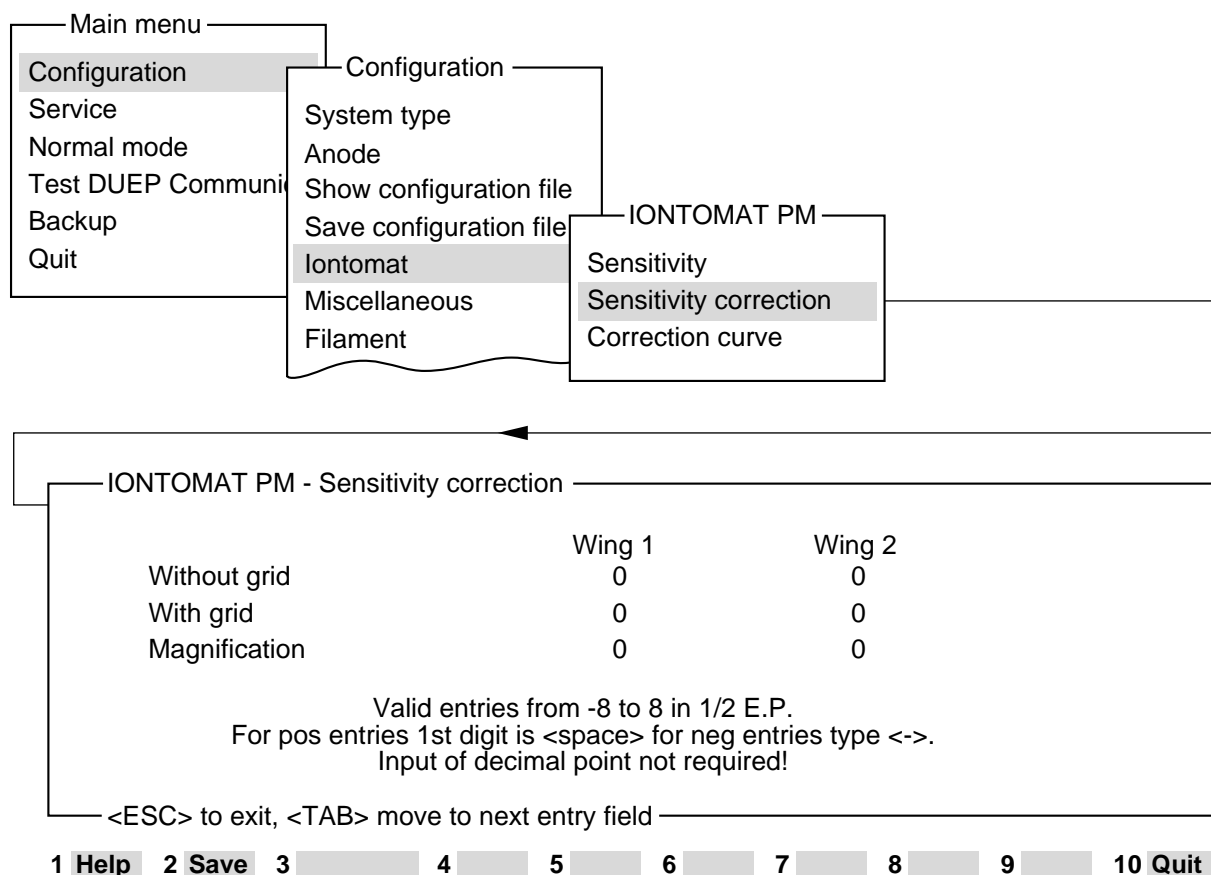 Main menu
Configuration
Service
Normal mode
Test DUEP Communic
Backup
Quit
Configuration
System type
Anode
Show configuration file
Save configuration file
Iontomat
Miscellaneous
Filament
IONTOMAT PM
Sensitivity
Sensitivity correction
Correction curve
IONTOMAT PM - Sensitivity correction
Wing 1 Wing 2
Without grid 0 0
With grid 0 0
Magnification 0 0
Valid entries from -8 to 8 in 1/2 E.P.
For pos entries 1st digit is <space> for neg entries type <->.
Input of decimal point not required!
<ESC> to exit, <TAB> move to next entry field
1 Help 2 Save 3 4 5 6 7 8 9 10 Quit